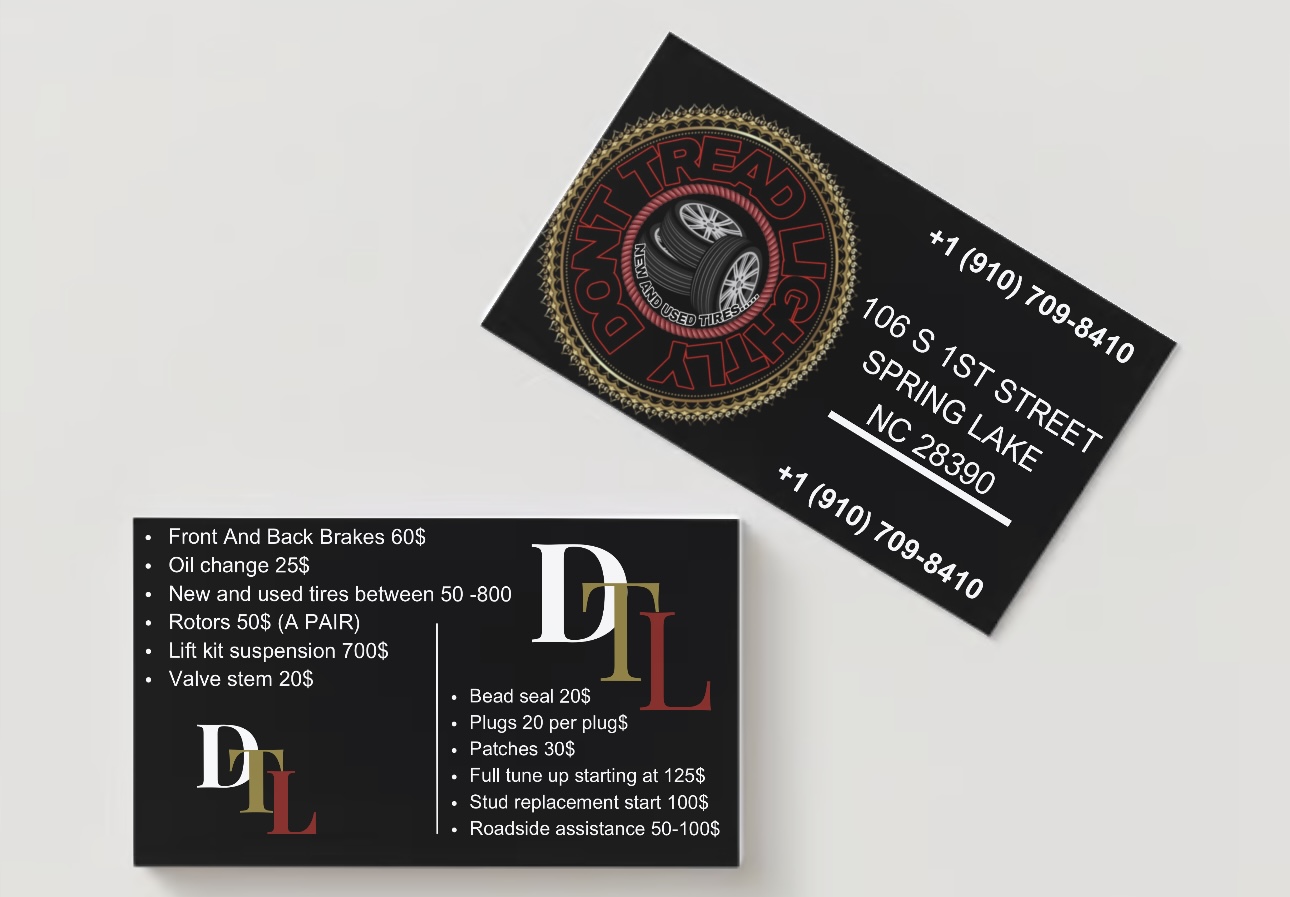 DONT TREAD LIGHTLY
NEW AND USED TIRES....
+1 (910) 709-8410
106 S 1ST STREET
SPRING LAKE
NC 28390
+1 (910) 709-8410
• Front And Back Brakes 60$
• Oil change 25$
• New and used tires between 50 -800
• Rotors 50$ (A PAIR)
• Lift kit suspension 700$
• Valve stem 20$
DTL
DTL
• Bead seal 20$
• Plugs 20 per plug$
• Patches 30$
• Full tune up starting at 125$
• Stud replacement start 100$
• Roadside assistance 50-100$